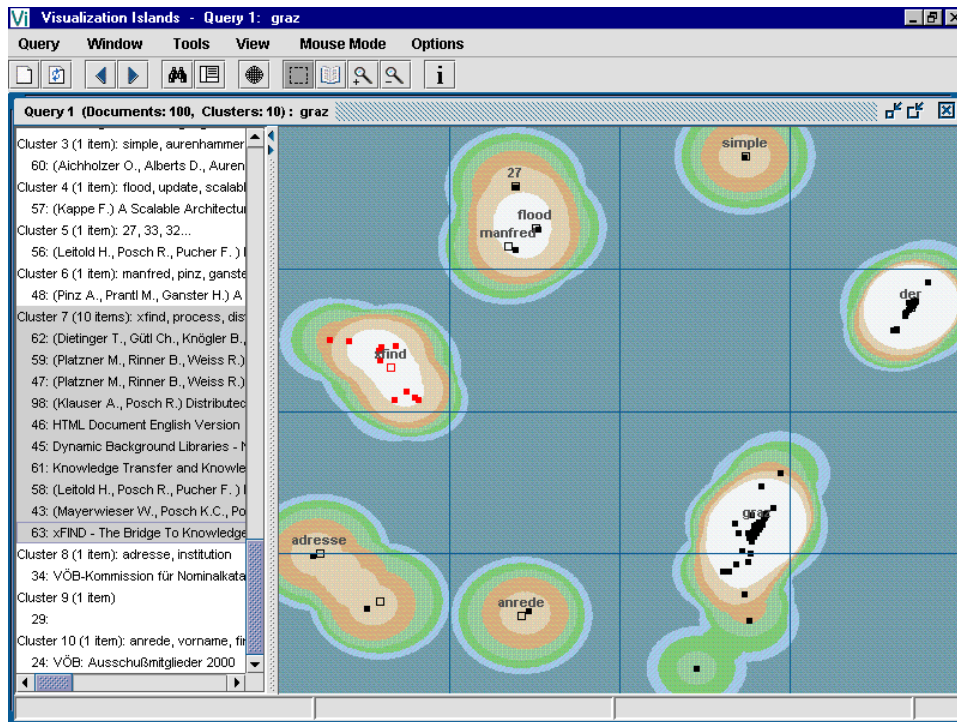 Vi Visualization Islands - Query 1: graz
Query Window Tools View Mouse Mode Options
i
Query 1 (Documents: 100, Clusters: 10) : graz
Cluster 3 (1 item): simple, aurenhammer
60: (Aichholzer O., Alberts D., Auren
Cluster 4 (1 item): flood, update, scalabl
57: (Kappe F.) A Scalable Architectur
Cluster 5 (1 item): 27, 33, 32...
56: (Leitold H., Posch R., Pucher F. ) I
Cluster 6 (1 item): manfred, pinz, ganste
48: (Pinz A., Prantl M., Ganster H.) A
Cluster 7 (10 items): xfind, process, dis
62: (Dietinger T., Gütl Ch., Knögler B.,
59: (Platzner M., Rinner B., Weiss R.)
47: (Platzner M., Rinner B., Weiss R.)
98: (Klauser A., Posch R.) Distributed
46: HTML Document English Version
45: Dynamic Background Libraries - N
61: Knowledge Transfer and Knowle
58: (Leitold H., Posch R., Pucher F. ) I
43: (Mayerwieser W., Posch K.C., Po
63: xFIND - The Bridge To Knowledge
Cluster 8 (1 item): adresse, institution
34: VÖB-Kommission für Nominalkata
Cluster 9 (1 item)
29:
Cluster 10 (1 item): anrede, vorname, fir
24: VÖB: Ausschußmitglieder 2000
simple
27
flood
manfred
der
xfind
graz
adresse
anrede